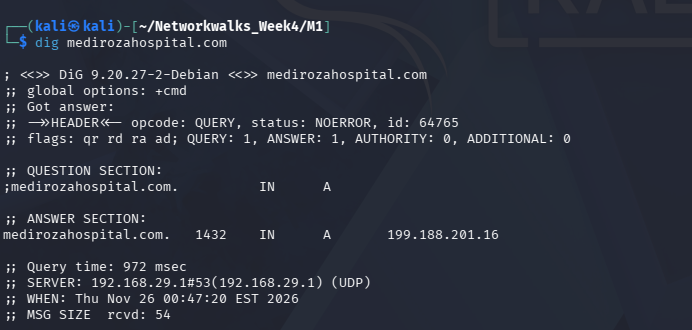 ┌──(kali㉿kali)-[~/Networkwalks_Week4/M1]
└─$ dig medirozahospital.com

; <<>> DiG 9.20.27-2-Debian <<>> medirozahospital.com
;; global options: +cmd
;; Got answer:
;; ->>HEADER<<- opcode: QUERY, status: NOERROR, id: 64765
;; flags: qr rd ra ad; QUERY: 1, ANSWER: 1, AUTHORITY: 0, ADDITIONAL: 0

;; QUESTION SECTION:
;medirozahospital.com. IN A

;; ANSWER SECTION:
medirozahospital.com. 1432 IN A 199.188.201.16

;; Query time: 972 msec
;; SERVER: 192.168.29.1#53(192.168.29.1) (UDP)
;; WHEN: Thu Nov 26 00:47:20 EST 2026
;; MSG SIZE rcvd: 54